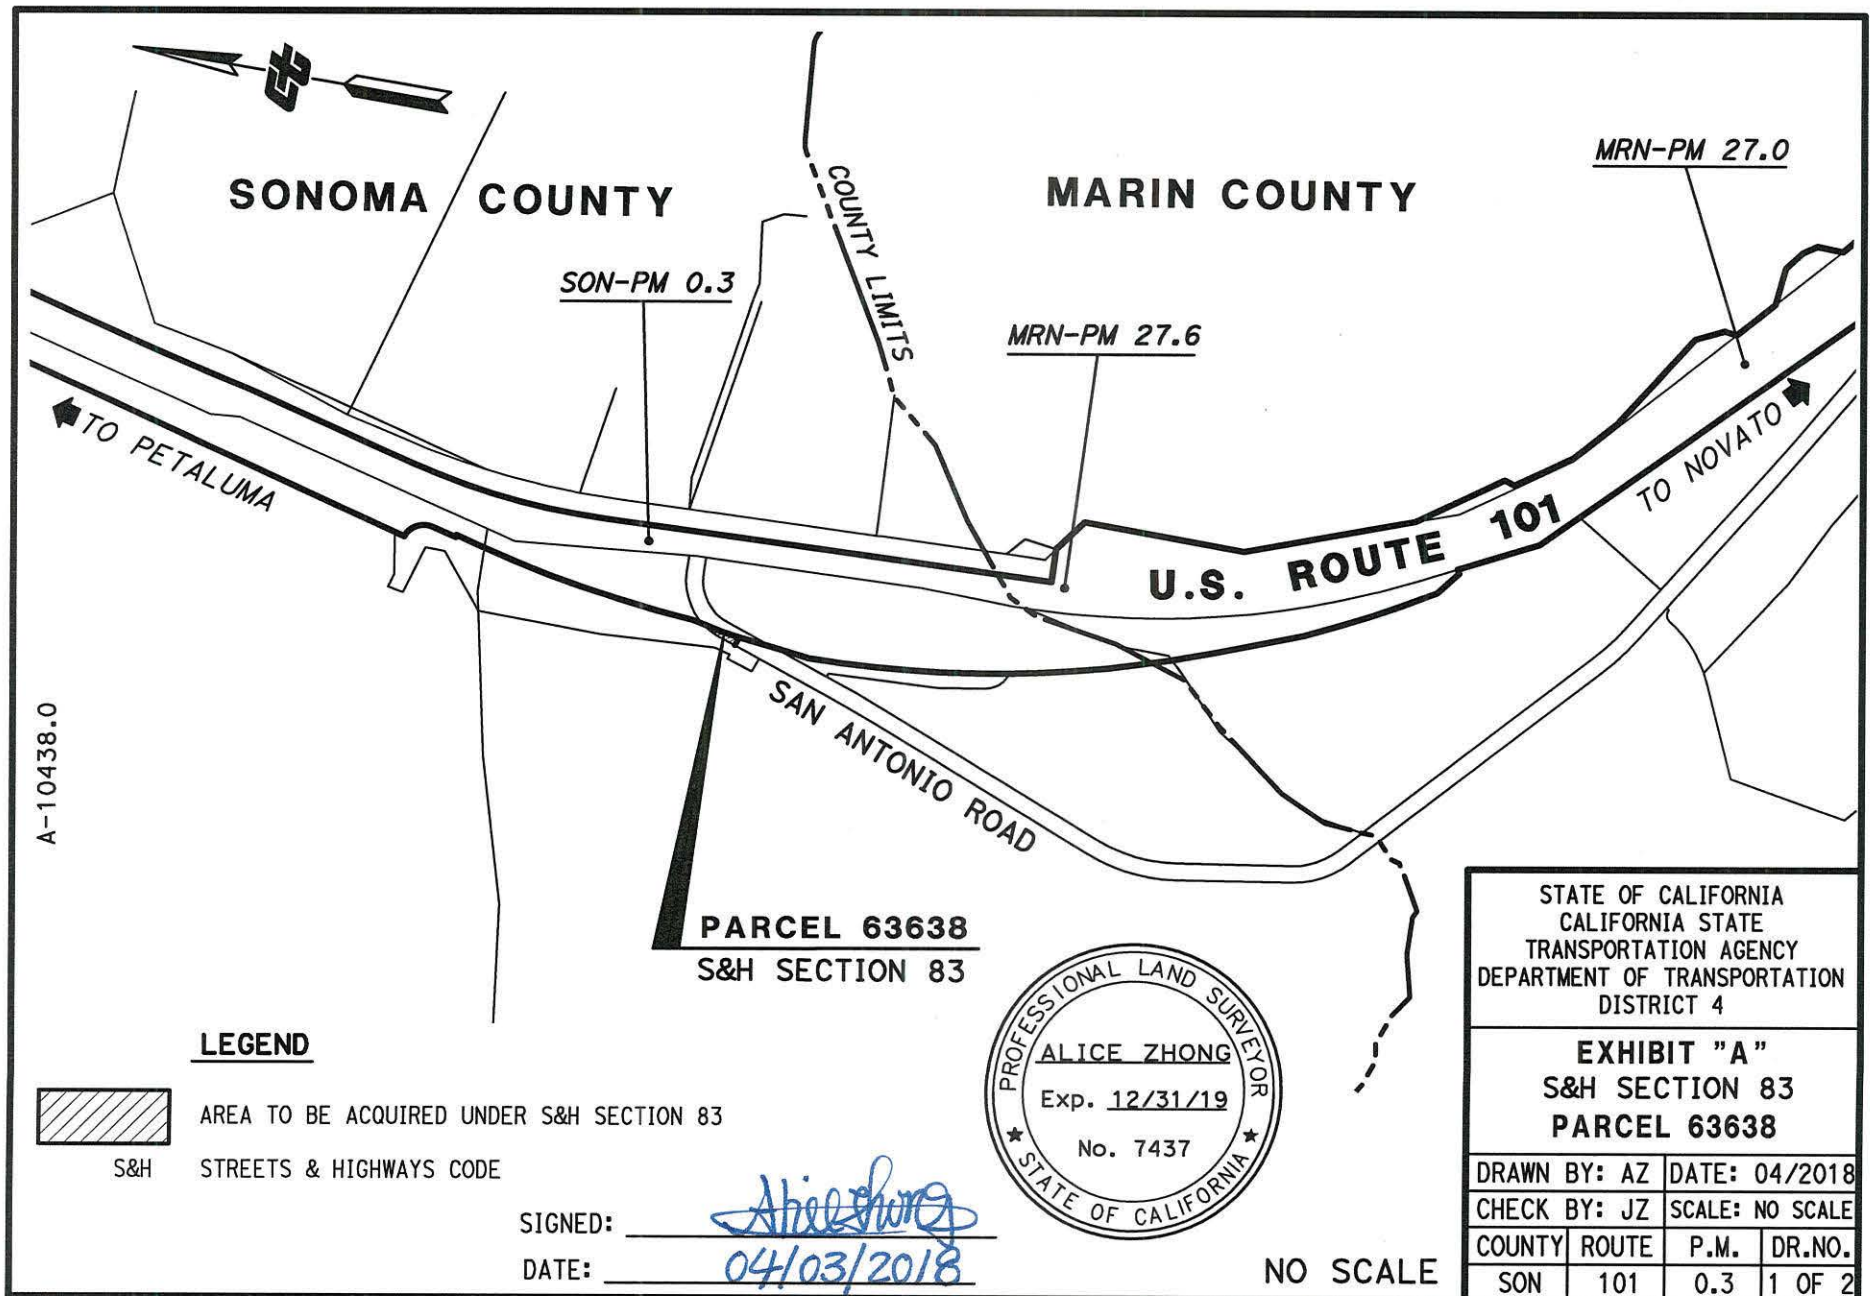 SONOMA COUNTY
MARIN COUNTY
COUNTY LIMITS
MRN-PM 27.0
SON-PM 0.3
MRN-PM 27.6
TO PETALUMA
TO NOVATO
U.S. ROUTE 101
SAN ANTONIO ROAD
A-104338.0
PARCEL 63638
S&H SECTION 83
LEGEND
AREA TO BE ACQUIRED UNDER S&H SECTION 83
S&H STREETS & HIGHWAYS CODE
SIGNED: Alice Zhong
DATE: 04/03/2018
PROFESSIONAL LAND SURVEYOR
ALICE ZHONG
Exp. 12/31/19
No. 7437
STATE OF CALIFORNIA
NO SCALE
STATE OF CALIFORNIA
CALIFORNIA STATE
TRANSPORTATION AGENCY
DEPARTMENT OF TRANSPORTATION
DISTRICT 4
EXHIBIT "A"
S&H SECTION 83
PARCEL 63638
DRAWN BY: AZ DATE: 04/2018
CHECK BY: JZ SCALE: NO SCALE
COUNTY ROUTE P.M. DR.NO.
SON 101 0.3 1 OF 2